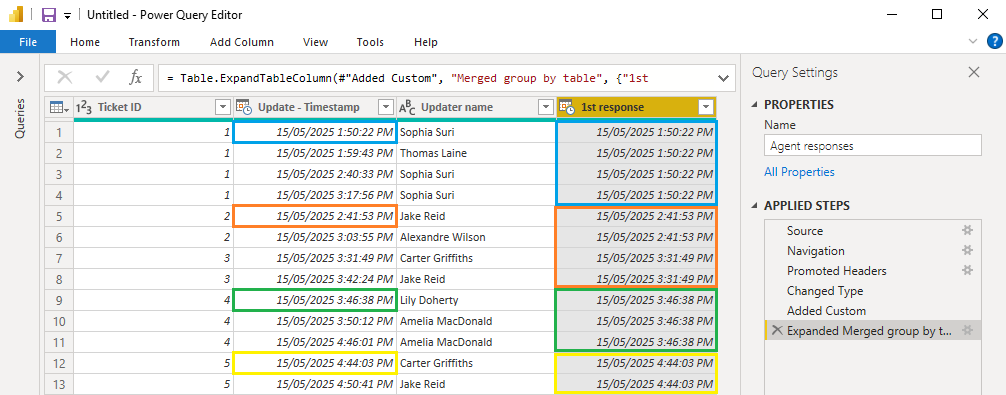 Untitled - Power Query Editor
File Home Transform Add Column View Tools Help
= Table.ExpandTableColumn(#"Added Custom", "Merged group by table", {"1st
Queries
Ticket ID Update - Timestamp Updater name 1st response
1 1 15/05/2025 1:50:22 PM Sophia Suri 15/05/2025 1:50:22 PM
2 1 15/05/2025 1:59:43 PM Thomas Laine 15/05/2025 1:50:22 PM
3 1 15/05/2025 2:40:33 PM Sophia Suri 15/05/2025 1:50:22 PM
4 1 15/05/2025 3:17:56 PM Sophia Suri 15/05/2025 1:50:22 PM
5 2 15/05/2025 2:41:53 PM Jake Reid 15/05/2025 2:41:53 PM
6 2 15/05/2025 3:03:55 PM Alexandre Wilson 15/05/2025 2:41:53 PM
7 3 15/05/2025 3:31:49 PM Carter Griffiths 15/05/2025 3:31:49 PM
8 3 15/05/2025 3:42:24 PM Jake Reid 15/05/2025 3:31:49 PM
9 4 15/05/2025 3:46:38 PM Lily Doherty 15/05/2025 3:46:38 PM
10 4 15/05/2025 3:50:12 PM Amelia MacDonald 15/05/2025 3:46:38 PM
11 4 15/05/2025 4:46:01 PM Amelia MacDonald 15/05/2025 3:46:38 PM
12 5 15/05/2025 4:44:03 PM Carter Griffiths 15/05/2025 4:44:03 PM
13 5 15/05/2025 4:50:41 PM Jake Reid 15/05/2025 4:44:03 PM
Query Settings
PROPERTIES
Name
Agent responses
All Properties
APPLIED STEPS
Source
Navigation
Promoted Headers
Changed Type
Added Custom
Expanded Merged group by t...